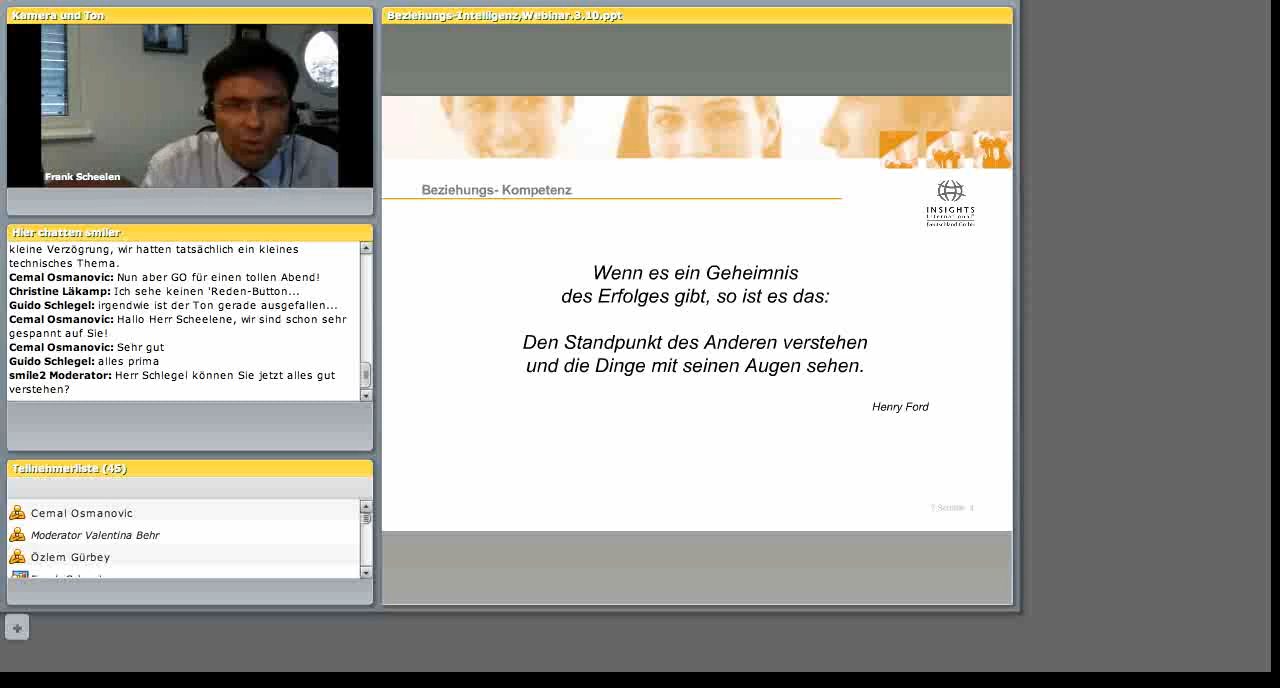 Kamera und Ton
Frank Scheelen
Hier chatten smiler
kleine Verzögrung, wir hatten tatsächlich ein kleines
technisches Thema.
Cemal Osmanovic: Nun aber GO für einen tollen Abend!
Christine Läkamp: Ich sehe keinen 'Reden-Button...
Guido Schlegel: irgendwie ist der Ton gerade ausgefallen...
Cemal Osmanovic: Hallo Herr Scheelene, wir sind schon sehr
gespannt auf Sie!
Cemal Osmanovic: Sehr gut
Guido Schlegel: alles prima
smile2 Moderator: Herr Schlegel können Sie jetzt alles gut
verstehen?
Teilnehmerliste (45)
Cemal Osmanovic
Moderator Valentina Behr
Özlem Gürbey
Beziehungs-Intelligenz,Webinar.3.10.ppt
Beziehungs- Kompetenz
INSIGHTS
International
Deutschland GmbH
Wenn es ein Geheimnis
des Erfolges gibt, so ist es das:
Den Standpunkt des Anderen verstehen
und die Dinge mit seinen Augen sehen.
Henry Ford